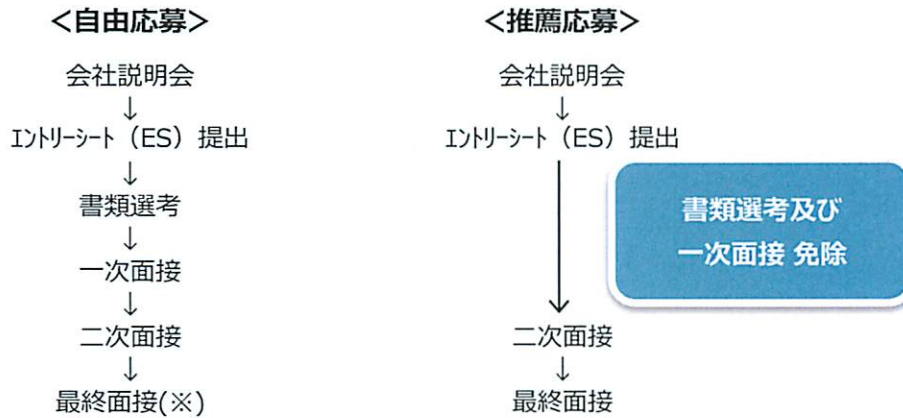 ＜自由応募＞
会社説明会
↓
ｴﾝﾄﾘｰｼｰﾄ（ES）提出
↓
書類選考
↓
一次面接
↓
二次面接
↓
最終面接(※)
＜推薦応募＞
会社説明会
↓
ｴﾝﾄﾘｰｼｰﾄ（ES）提出
↓
書類選考及び
一次面接 免除
二次面接
↓
最終面接